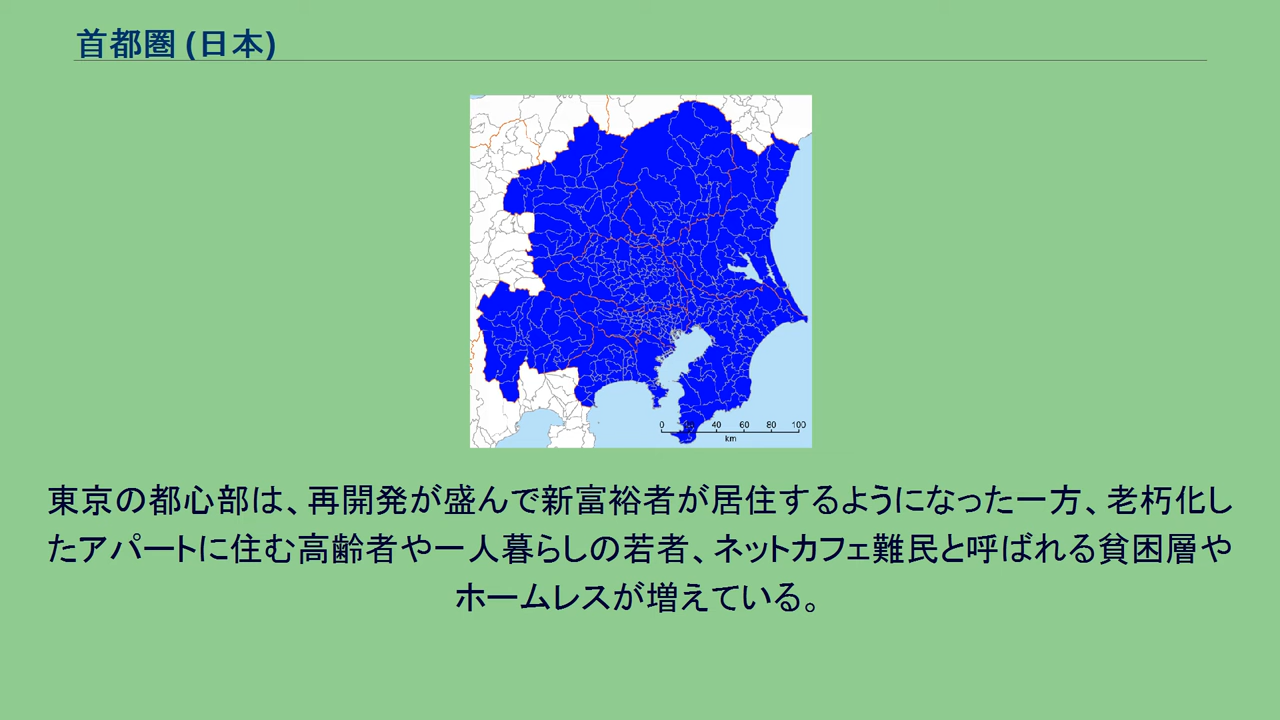 首都圏 (日本)
0 20 40 60 80 100
km
東京の都心部は、再開発が盛んで新富裕者が居住するようになった一方、老朽化し
たアパートに住む高齢者や一人暮らしの若者、ネットカフェ難民と呼ばれる貧困層や
ホームレスが増えている。